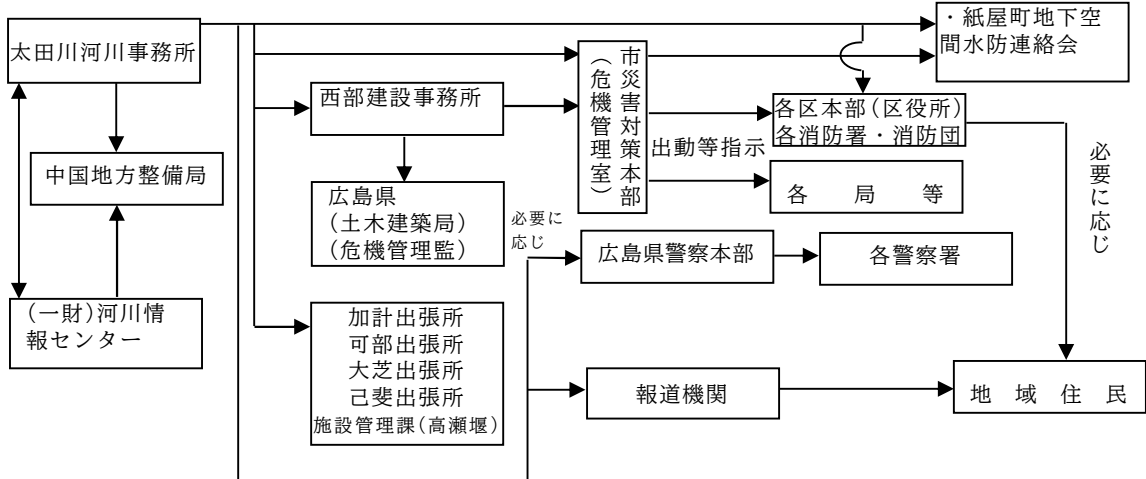 太田川河川事務所
・紙屋町地下空
間水防連絡会
市災害対策本部
(危機管理室)
西部建設事務所
各区本部(区役所)
各消防署・消防団
出動等指示
必要に応じ
中国地方整備局
広島県
(土木建築局)
(危機管理監)
各 局 等
必要に
応じ
広島県警察本部
各警察署
(一財)河川情
報センター
加計出張所
可部出張所
大芝出張所
己斐出張所
施設管理課(高瀬堰)
報道機関
地 域 住 民